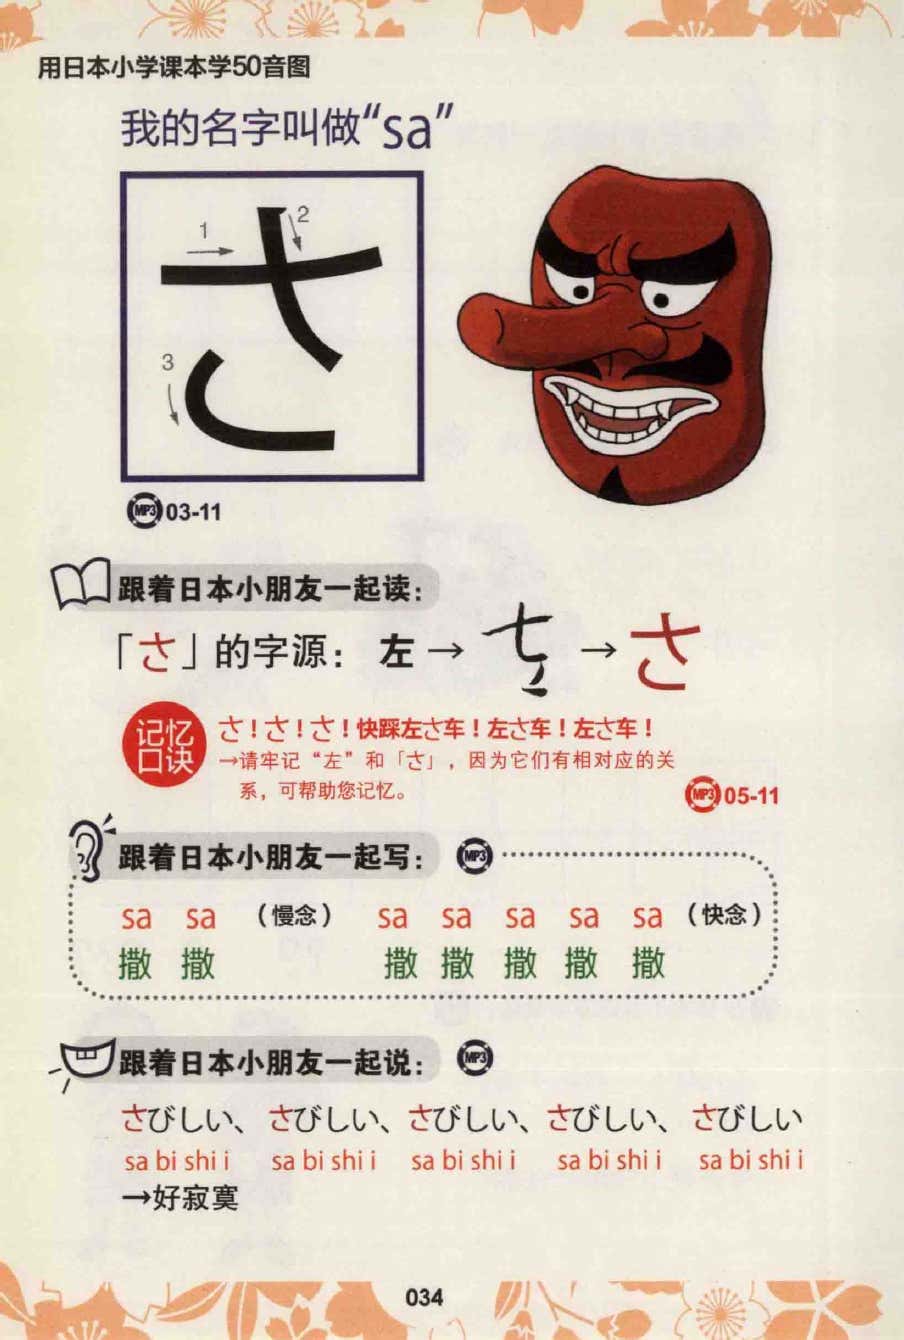 用日本小学课本学50音图
我的名字叫做“sa”
1
2
3
さ
MP3 03-11
跟着日本小朋友一起读：
「さ」的字源： 左→ →さ
记忆
口诀
さ！さ！さ！快踩左さ车！左さ车！左さ车！
→请牢记“左”和「さ」，因为它们有相对应的关
系，可帮助您记忆。
MP3 05-11
跟着日本小朋友一起写： MP3
sa sa （慢念） sa sa sa sa sa （快念）
撒 撒 撒 撒 撒 撒 撒
跟着日本小朋友一起说： MP3
さびしい、 さびしい、さびしい、さびしい、 さびしい
sa bi shi i sa bi shi i sa bi shi i sa bi shi i sa bi shi i
→好寂寞
034